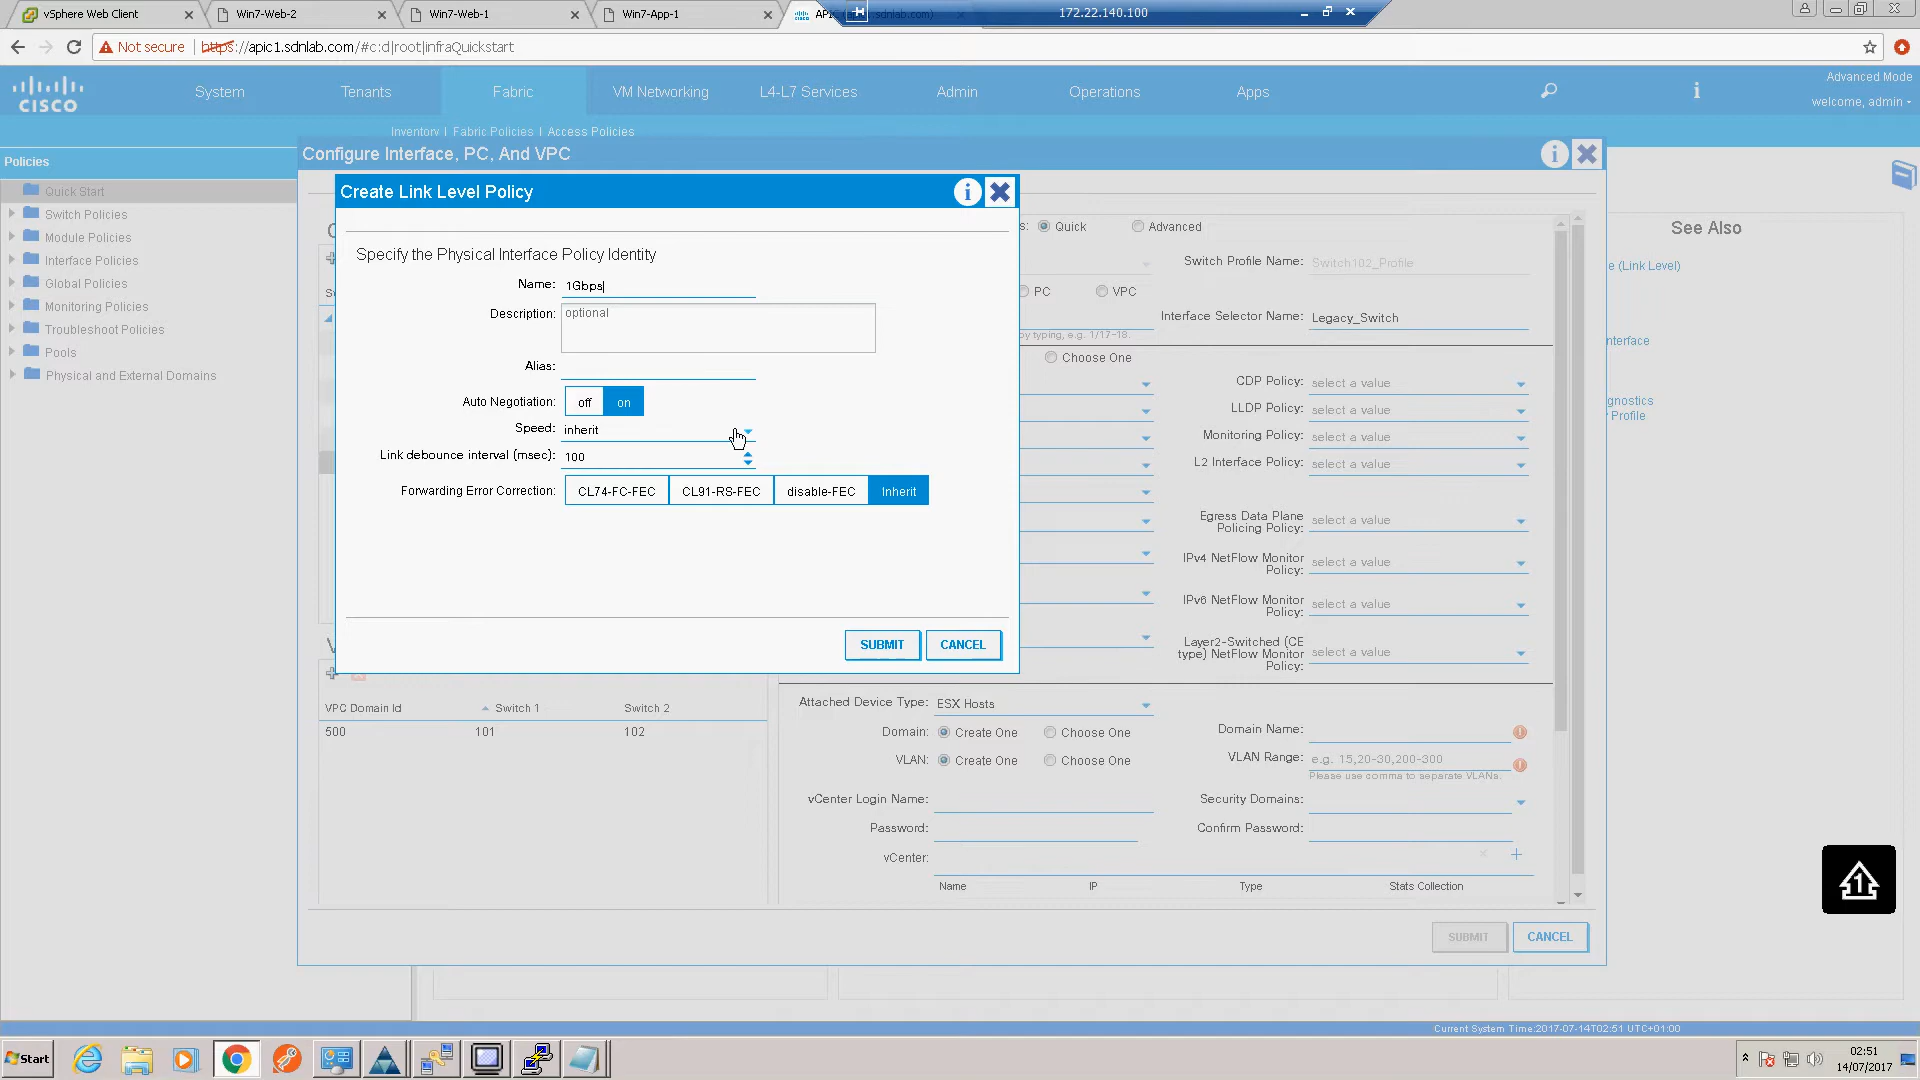 vSphere Web Client
Win7-Web-2
Win7-Web-1
Win7-App-1
172.22.140.100
Not secure
https://apic1.sdnlab.com/#c:d|root|infraQuickstart
CISCO
System
Tenants
Fabric
VM Networking
L4-L7 Services
Admin
Operations
Apps
Advanced Mode
welcome, admin
Inventory | Fabric Policies | Access Policies
Policies
Quick Start
Switch Policies
Module Policies
Interface Policies
Global Policies
Monitoring Policies
Troubleshoot Policies
Pools
Physical and External Domains
Configure Interface, PC, And VPC
Create Link Level Policy
Specify the Physical Interface Policy Identity
Name: 1Gbps
Description: optional
Alias:
Auto Negotiation: off on
Speed: inherit
Link debounce interval (msec): 100
Forwarding Error Correction: CL74-FC-FEC CL91-RS-FEC disable-FEC Inherit
SUBMIT CANCEL
s: Quick Advanced
Switch Profile Name: Switch102_Profile
PC VPC
Interface Selector Name: Legacy_Switch
by typing, e.g. 1/17-18.
Choose One
CDP Policy: select a value
LLDP Policy: select a value
Monitoring Policy: select a value
L2 Interface Policy: select a value
Egress Data Plane
Policing Policy: select a value
IPv4 NetFlow Monitor
Policy: select a value
IPv6 NetFlow Monitor
Policy: select a value
Layer2-Switched (CE
type) NetFlow Monitor
Policy: select a value
VPC Domain Id Switch 1 Switch 2
500 101 102
Attached Device Type: ESX Hosts
Domain: Create One Choose One
Domain Name:
VLAN: Create One Choose One
VLAN Range: e.g. 15,20-30,200-300
Please use comma to separate VLANs.
vCenter Login Name:
Security Domains:
Password:
Confirm Password:
vCenter:
Name IP Type Stats Collection
SUBMIT CANCEL
See Also
e (Link Level)
nterface
gnostics
Profile
1
Current System Time:2017-07-14T02:51 UTC+01:00
Start
02:51
14/07/2017